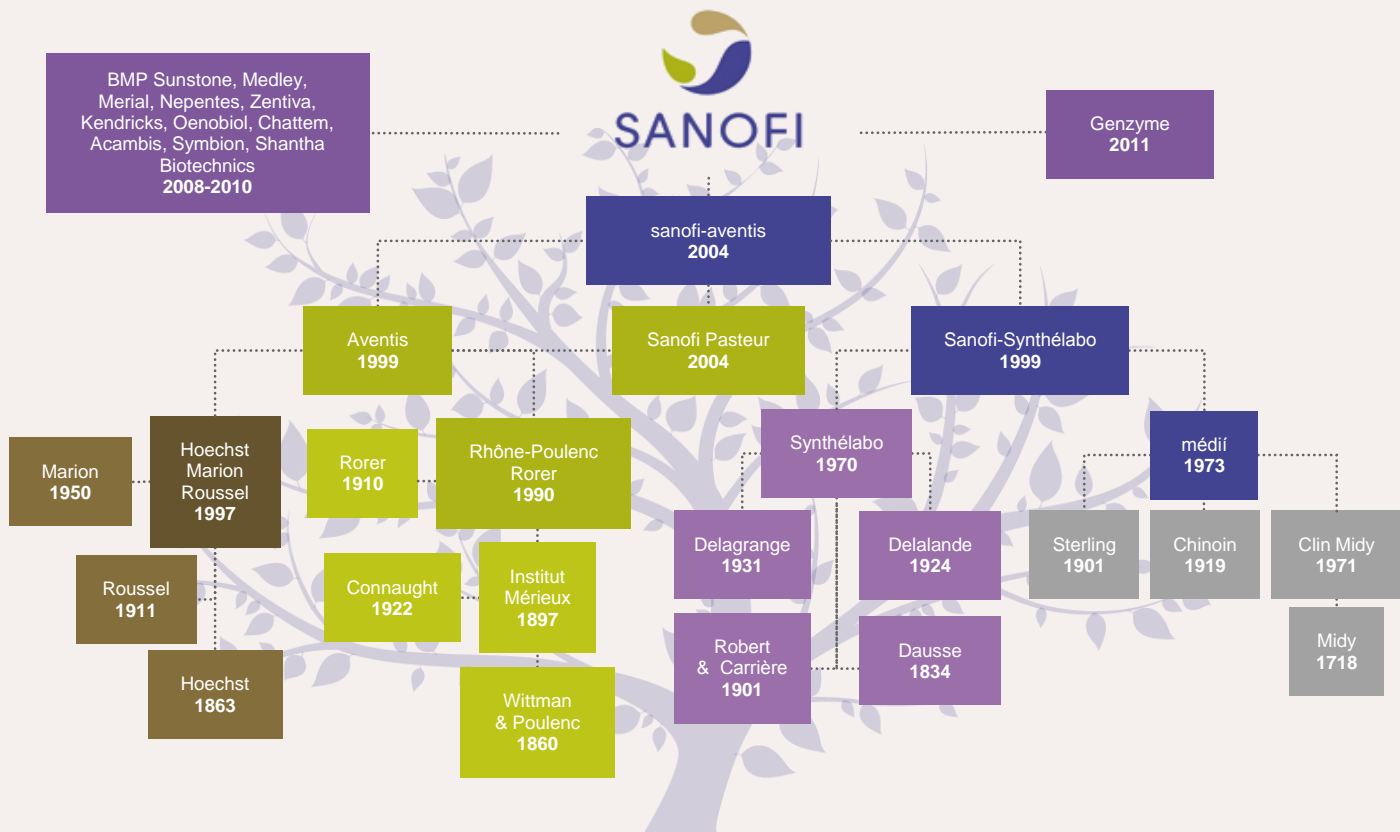 BMP Sunstone, Medley,
Merial, Nepentes, Zentiva,
Kendricks, Oenobiol, Chattem,
Acambis, Symbion, Shantha
Biotechnics
2008-2010
SANOFI
Genzyme
2011
sanofi-aventis
2004
Aventis
1999
Sanofi Pasteur
2004
Sanofi-Synthélabo
1999
Marion
1950
Hoechst
Marion
Roussel
1997
Rorer
1910
Rhône-Poulenc
Rorer
1990
Synthélabo
1970
médií
1973
Roussel
1911
Connaught
1922
Institut
Mérieux
1897
Delagrange
1931
Delalande
1924
Sterling
1901
Chinoin
1919
Clin Midy
1971
Hoechst
1863
Wittman
& Poulenc
1860
Robert
& Carrière
1901
Dausse
1834
Midy
1718